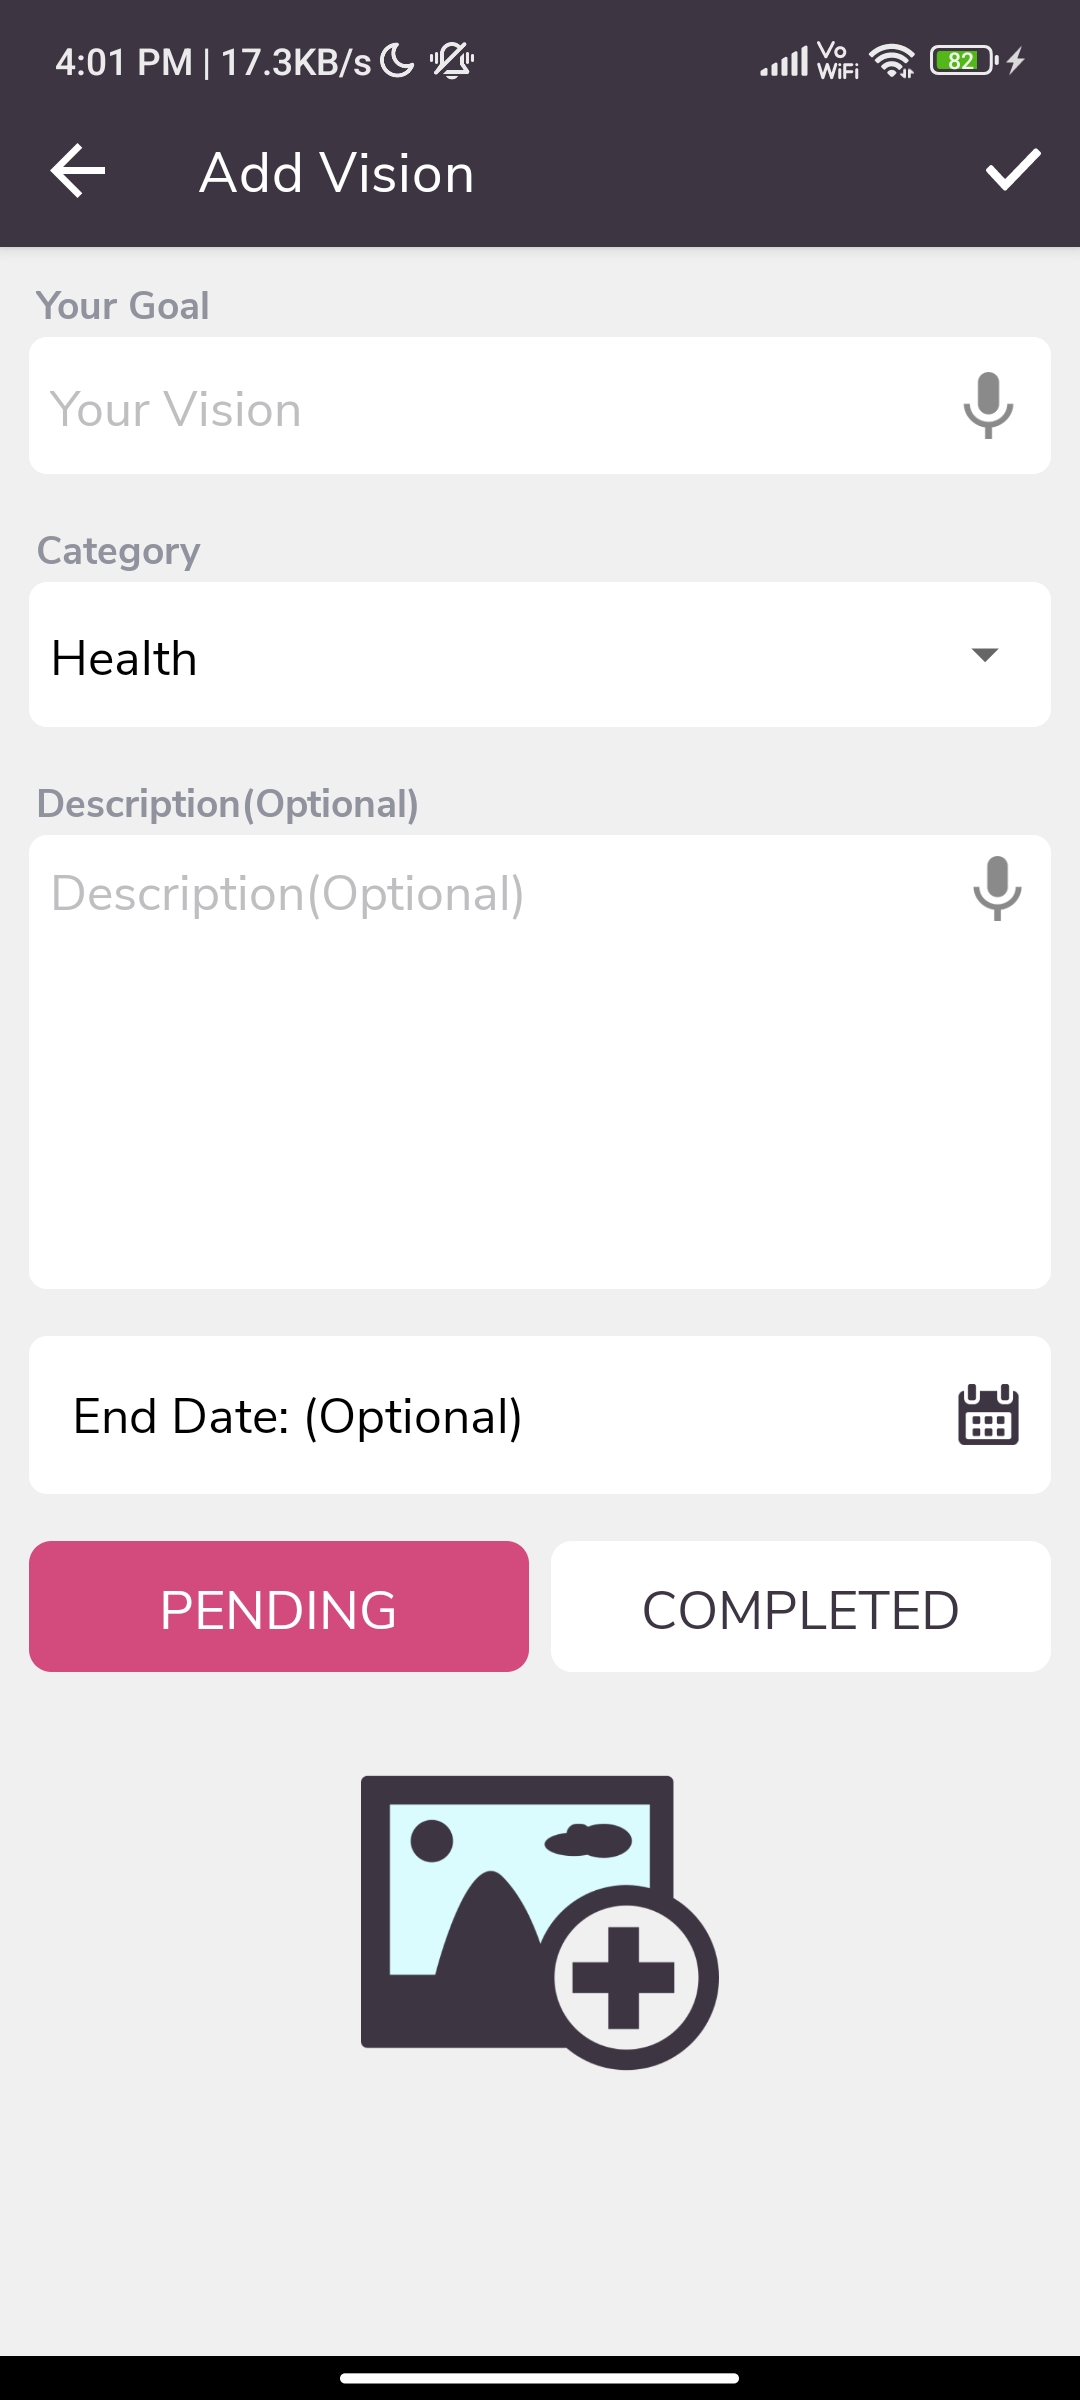 4:01 PM | 17.3KB/s Vo WiFi 82
Add Vision
Your Goal
Your Vision
Category
Health
Description(Optional)
Description(Optional)
End Date: (Optional)
PENDING COMPLETED